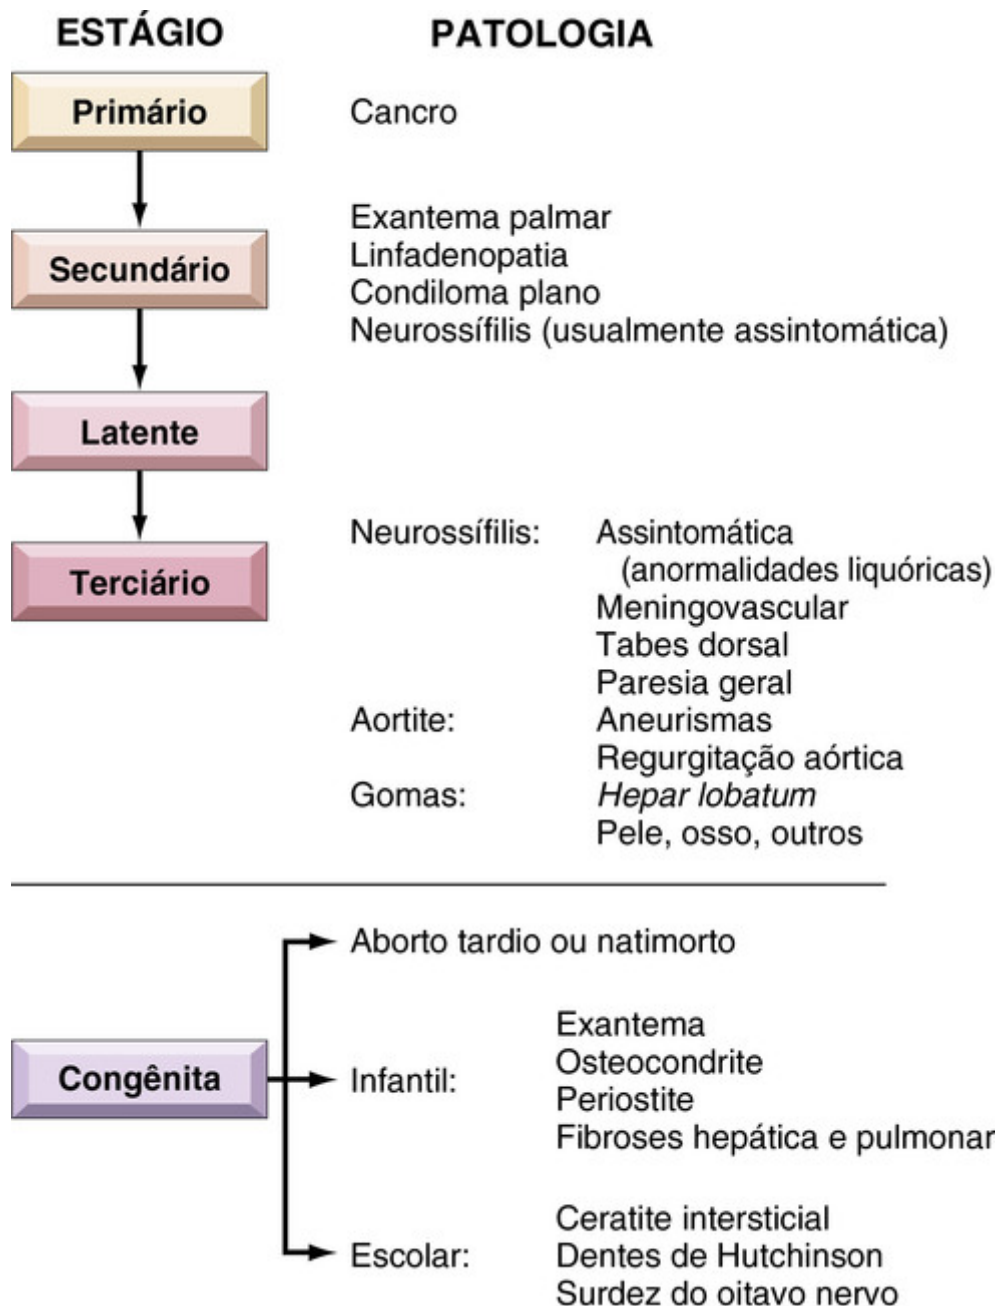 ESTÁGIO PATOLOGIA
Primário Cancro
Exantema palmar
Secundário Linfadenopatia
Condiloma plano
Neurossífilis (usualmente assintomática)
Latente
Neurossífilis: Assintomática
(anormalidades liquóricas)
Terciário
Meningovascular
Tabes dorsal
Paresia geral
Aortite: Aneurismas
Regurgitação aórtica
Gomas: Hepar lobatum
Pele, osso, outros
Aborto tardio ou natimorto
Congênita
Infantil: Exantema
Osteocondrite
Periostite
Fibroses hepática e pulmonar
Escolar: Ceratite intersticial
Dentes de Hutchinson
Surdez do oitavo nervo